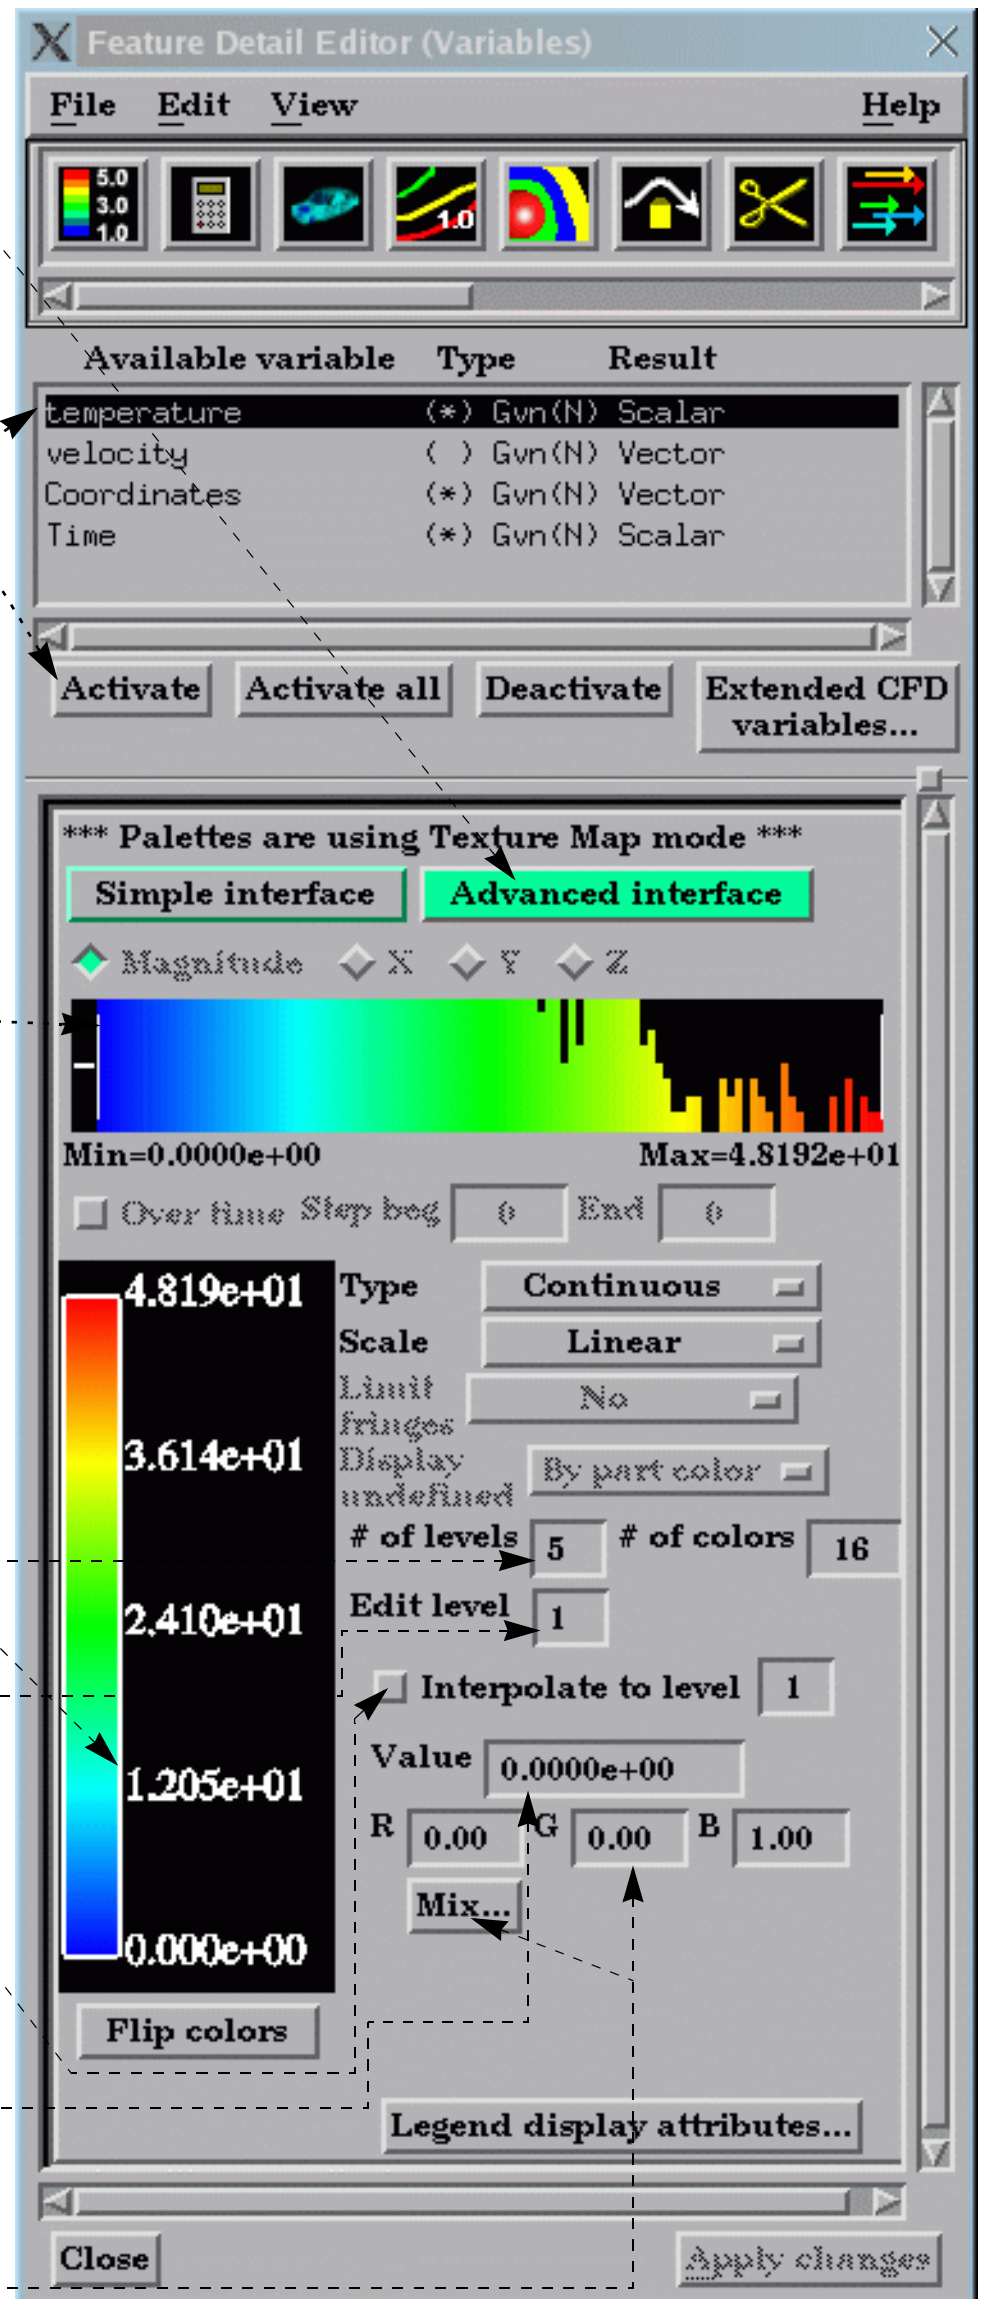 X Feature Detail Editor (Variables)
File Edit View Help
5.0
3.0
1.0
1.0
Available variable Type Result
temperature (*) Gvn(N) Scalar
velocity ( ) Gvn(N) Vector
Coordinates (*) Gvn(N) Vector
Time (*) Gvn(N) Scalar
Activate Activate all Deactivate Extended CFD
variables...
*** Palettes are using Texture Map mode ***
Simple interface Advanced interface
Magnitude X Y Z
Min=0.0000e+00 Max=4.8192e+01
Over time Step beg 0 End 0
4.819e+01
3.614e+01
2.410e+01
1.205e+01
0.000e+00
Type Continuous
Scale Linear
Limit
fringes No
Display
undefined By part color
# of levels 5 # of colors 16
Edit level 1
Interpolate to level 1
Value 0.0000e+00
R 0.00 G 0.00 B 1.00
Mix...
Flip colors
Legend display attributes...
Close Apply changes